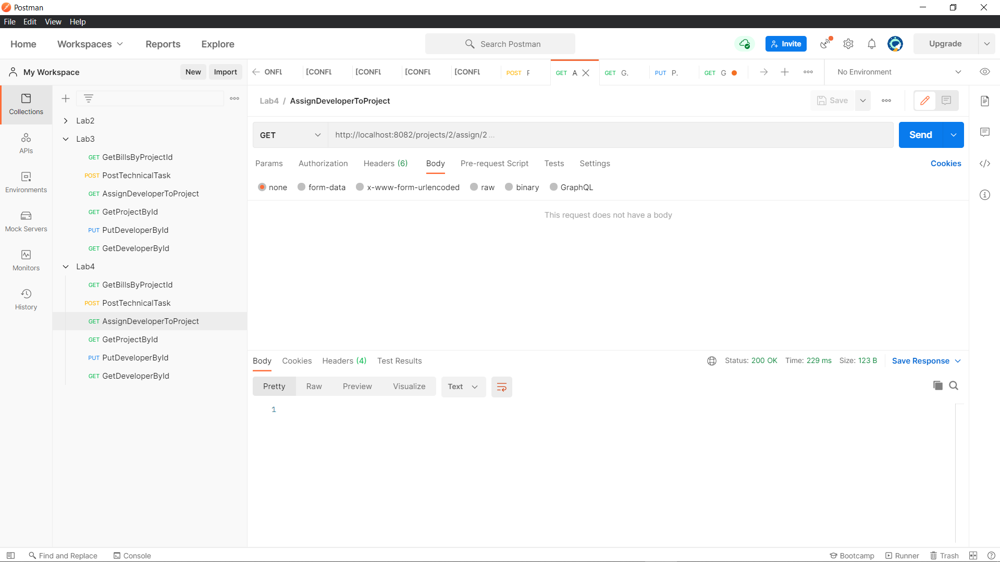 Postman
File Edit View Help
Home Workspaces Reports Explore Search Postman Invite Upgrade
My Workspace New Import ONFL [CONFL [CONFL [CONFL [CONFL POST F GET A GET G. PUT P. GET G No Environment
Collections
APIs
Environments
Mock Servers
Monitors
History
Lab2
Lab3
GET GetBillsByProjectId
POST PostTechnicalTask
GET AssignDeveloperToProject
GET GetProjectById
PUT PutDeveloperById
GET GetDeveloperById
Lab4
GET GetBillsByProjectId
POST PostTechnicalTask
GET AssignDeveloperToProject
GET GetProjectById
PUT PutDeveloperById
GET GetDeveloperById
Lab4 / AssignDeveloperToProject Save
GET http://localhost:8082/projects/2/assign/2 ... Send
Params Authorization Headers (6) Body Pre-request Script Tests Settings Cookies
none form-data x-www-form-urlencoded raw binary GraphQL
This request does not have a body
Body Cookies Headers (4) Test Results Status: 200 OK Time: 229 ms Size: 123 B Save Response
Pretty Raw Preview Visualize Text
1
Find and Replace Console Bootcamp Runner Trash